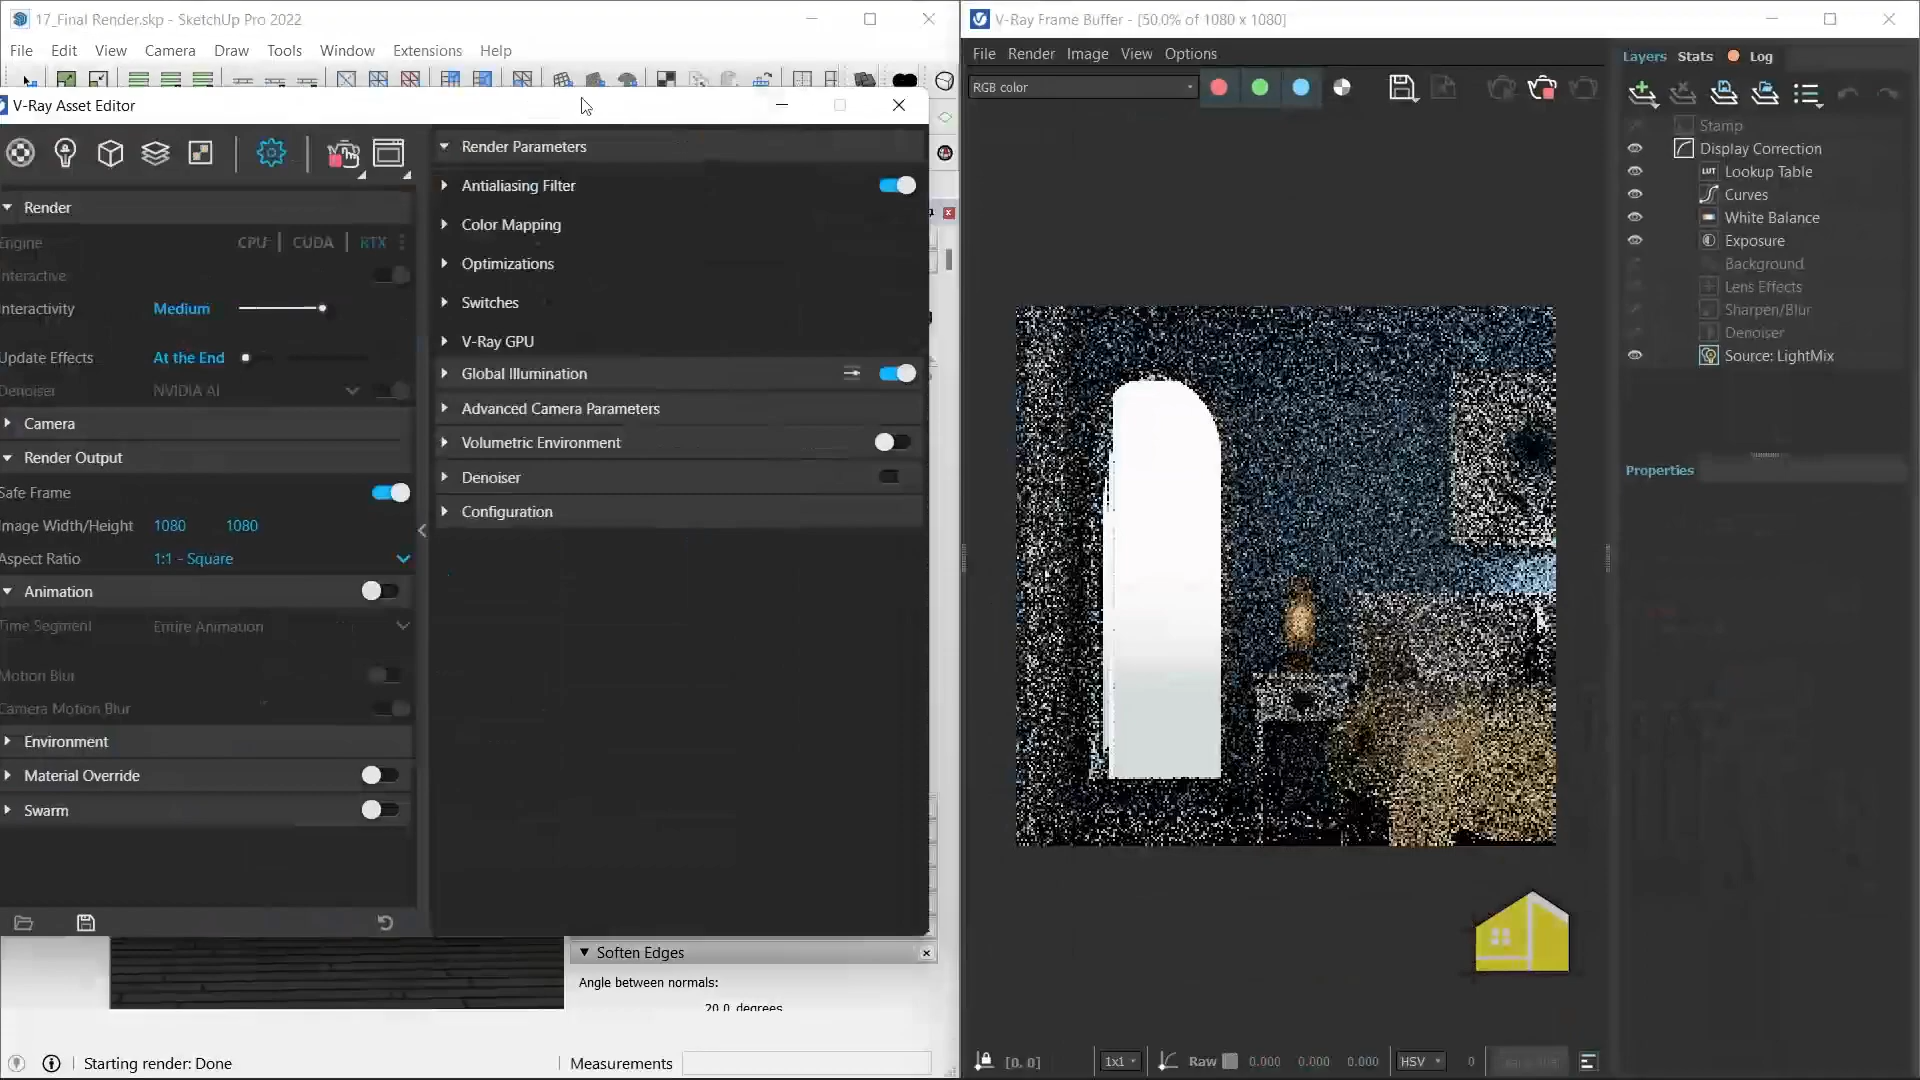 17_Final Render.skp - SketchUp Pro 2022
File Edit View Camera Draw Tools Window Extensions Help
V-Ray Asset Editor
Render
Engine CPU CUDA RTX
Interactive
Interactivity Medium
Update Effects At the End
Denoiser NVIDIA AI
Camera
Render Output
Safe Frame
Image Width/Height 1080 1080
Aspect Ratio 1:1 - Square
Animation
Time Segment Entire Animation
Motion Blur
Camera Motion Blur
Environment
Material Override
Swarm
Render Parameters
Antialiasing Filter
Color Mapping
Optimizations
Switches
V-Ray GPU
Global Illumination
Advanced Camera Parameters
Volumetric Environment
Denoiser
Configuration
Soften Edges
Angle between normals:
20.0 degrees
Starting render: Done
Measurements
V-Ray Frame Buffer - [50.0% of 1080 x 1080]
File Render Image View Options
RGB color
[0, 0]
1x1
Raw 0.000 0.000 0.000 HSV 0
Layers Stats Log
Stamp
Display Correction
LUT Lookup Table
Curves
White Balance
Exposure
Background
Lens Effects
Sharpen/Blur
Denoiser
Source: LightMix
Properties